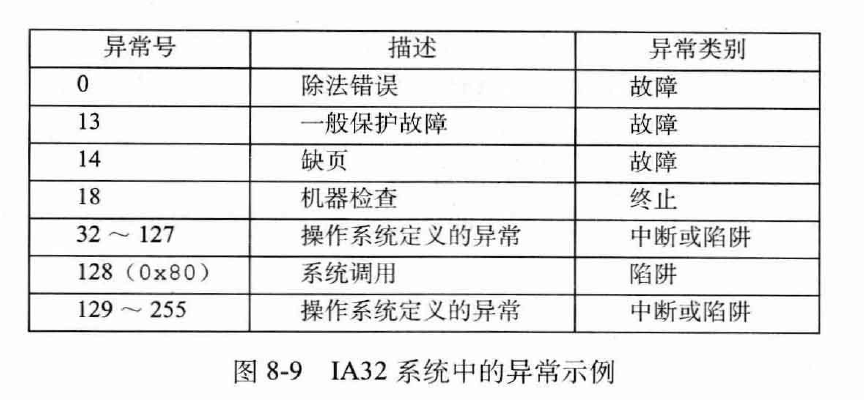 异常号 描述 异常类别
0 除法错误 故障
13 一般保护故障 故障
14 缺页 故障
18 机器检查 终止
32 ～ 127 操作系统定义的异常 中断或陷阱
128（0x80） 系统调用 陷阱
129 ～ 255 操作系统定义的异常 中断或陷阱
图 8-9 IA32 系统中的异常示例